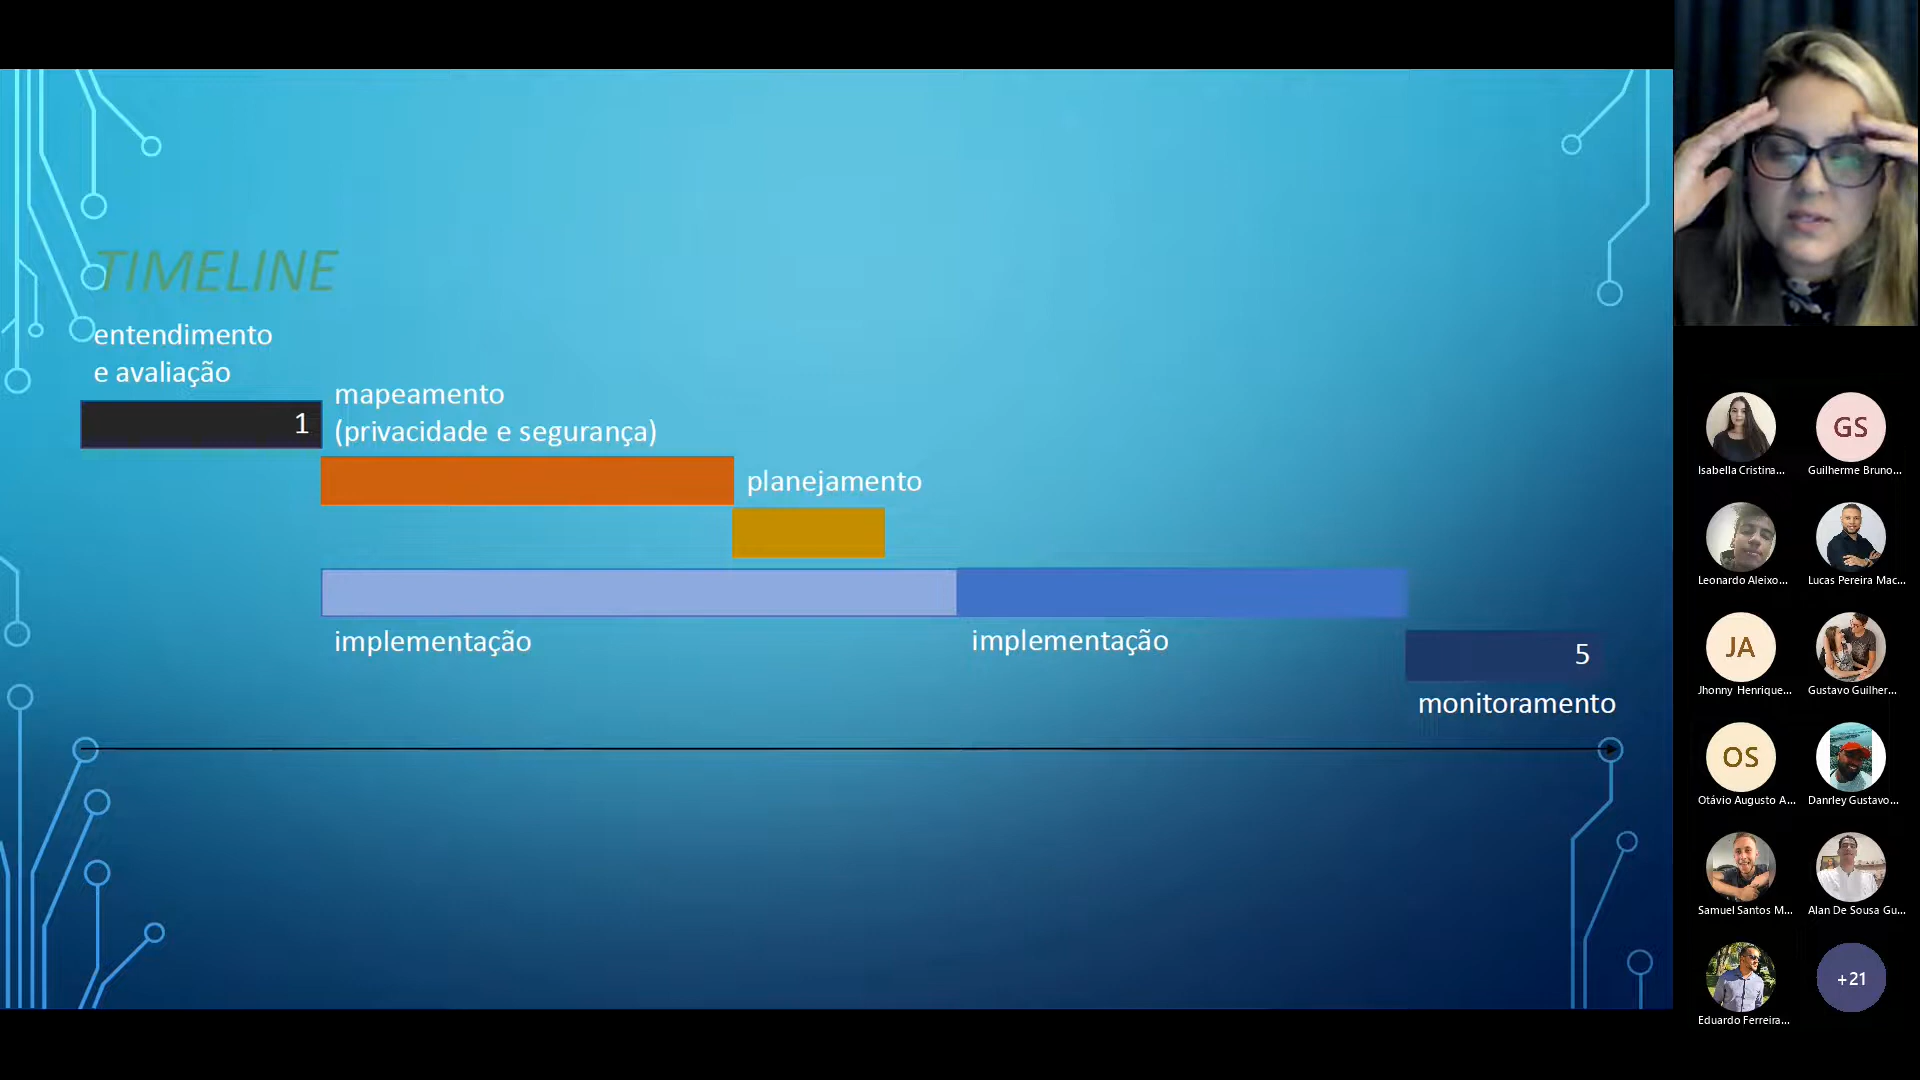 TIMELINE
entendimento
e avaliação
1
mapeamento
(privacidade e segurança)
planejamento
implementação
implementação
5
monitoramento
Isabella Cristina...
GS
Guilherme Bruno...
Leonardo Aleixo...
Lucas Pereira Mac...
JA
Jhonny Henrique...
Gustavo Guilher...
OS
Otávio Augusto A...
Danrley Gustavo...
Samuel Santos M...
Alan De Sousa Gu...
Eduardo Ferreira...
+21